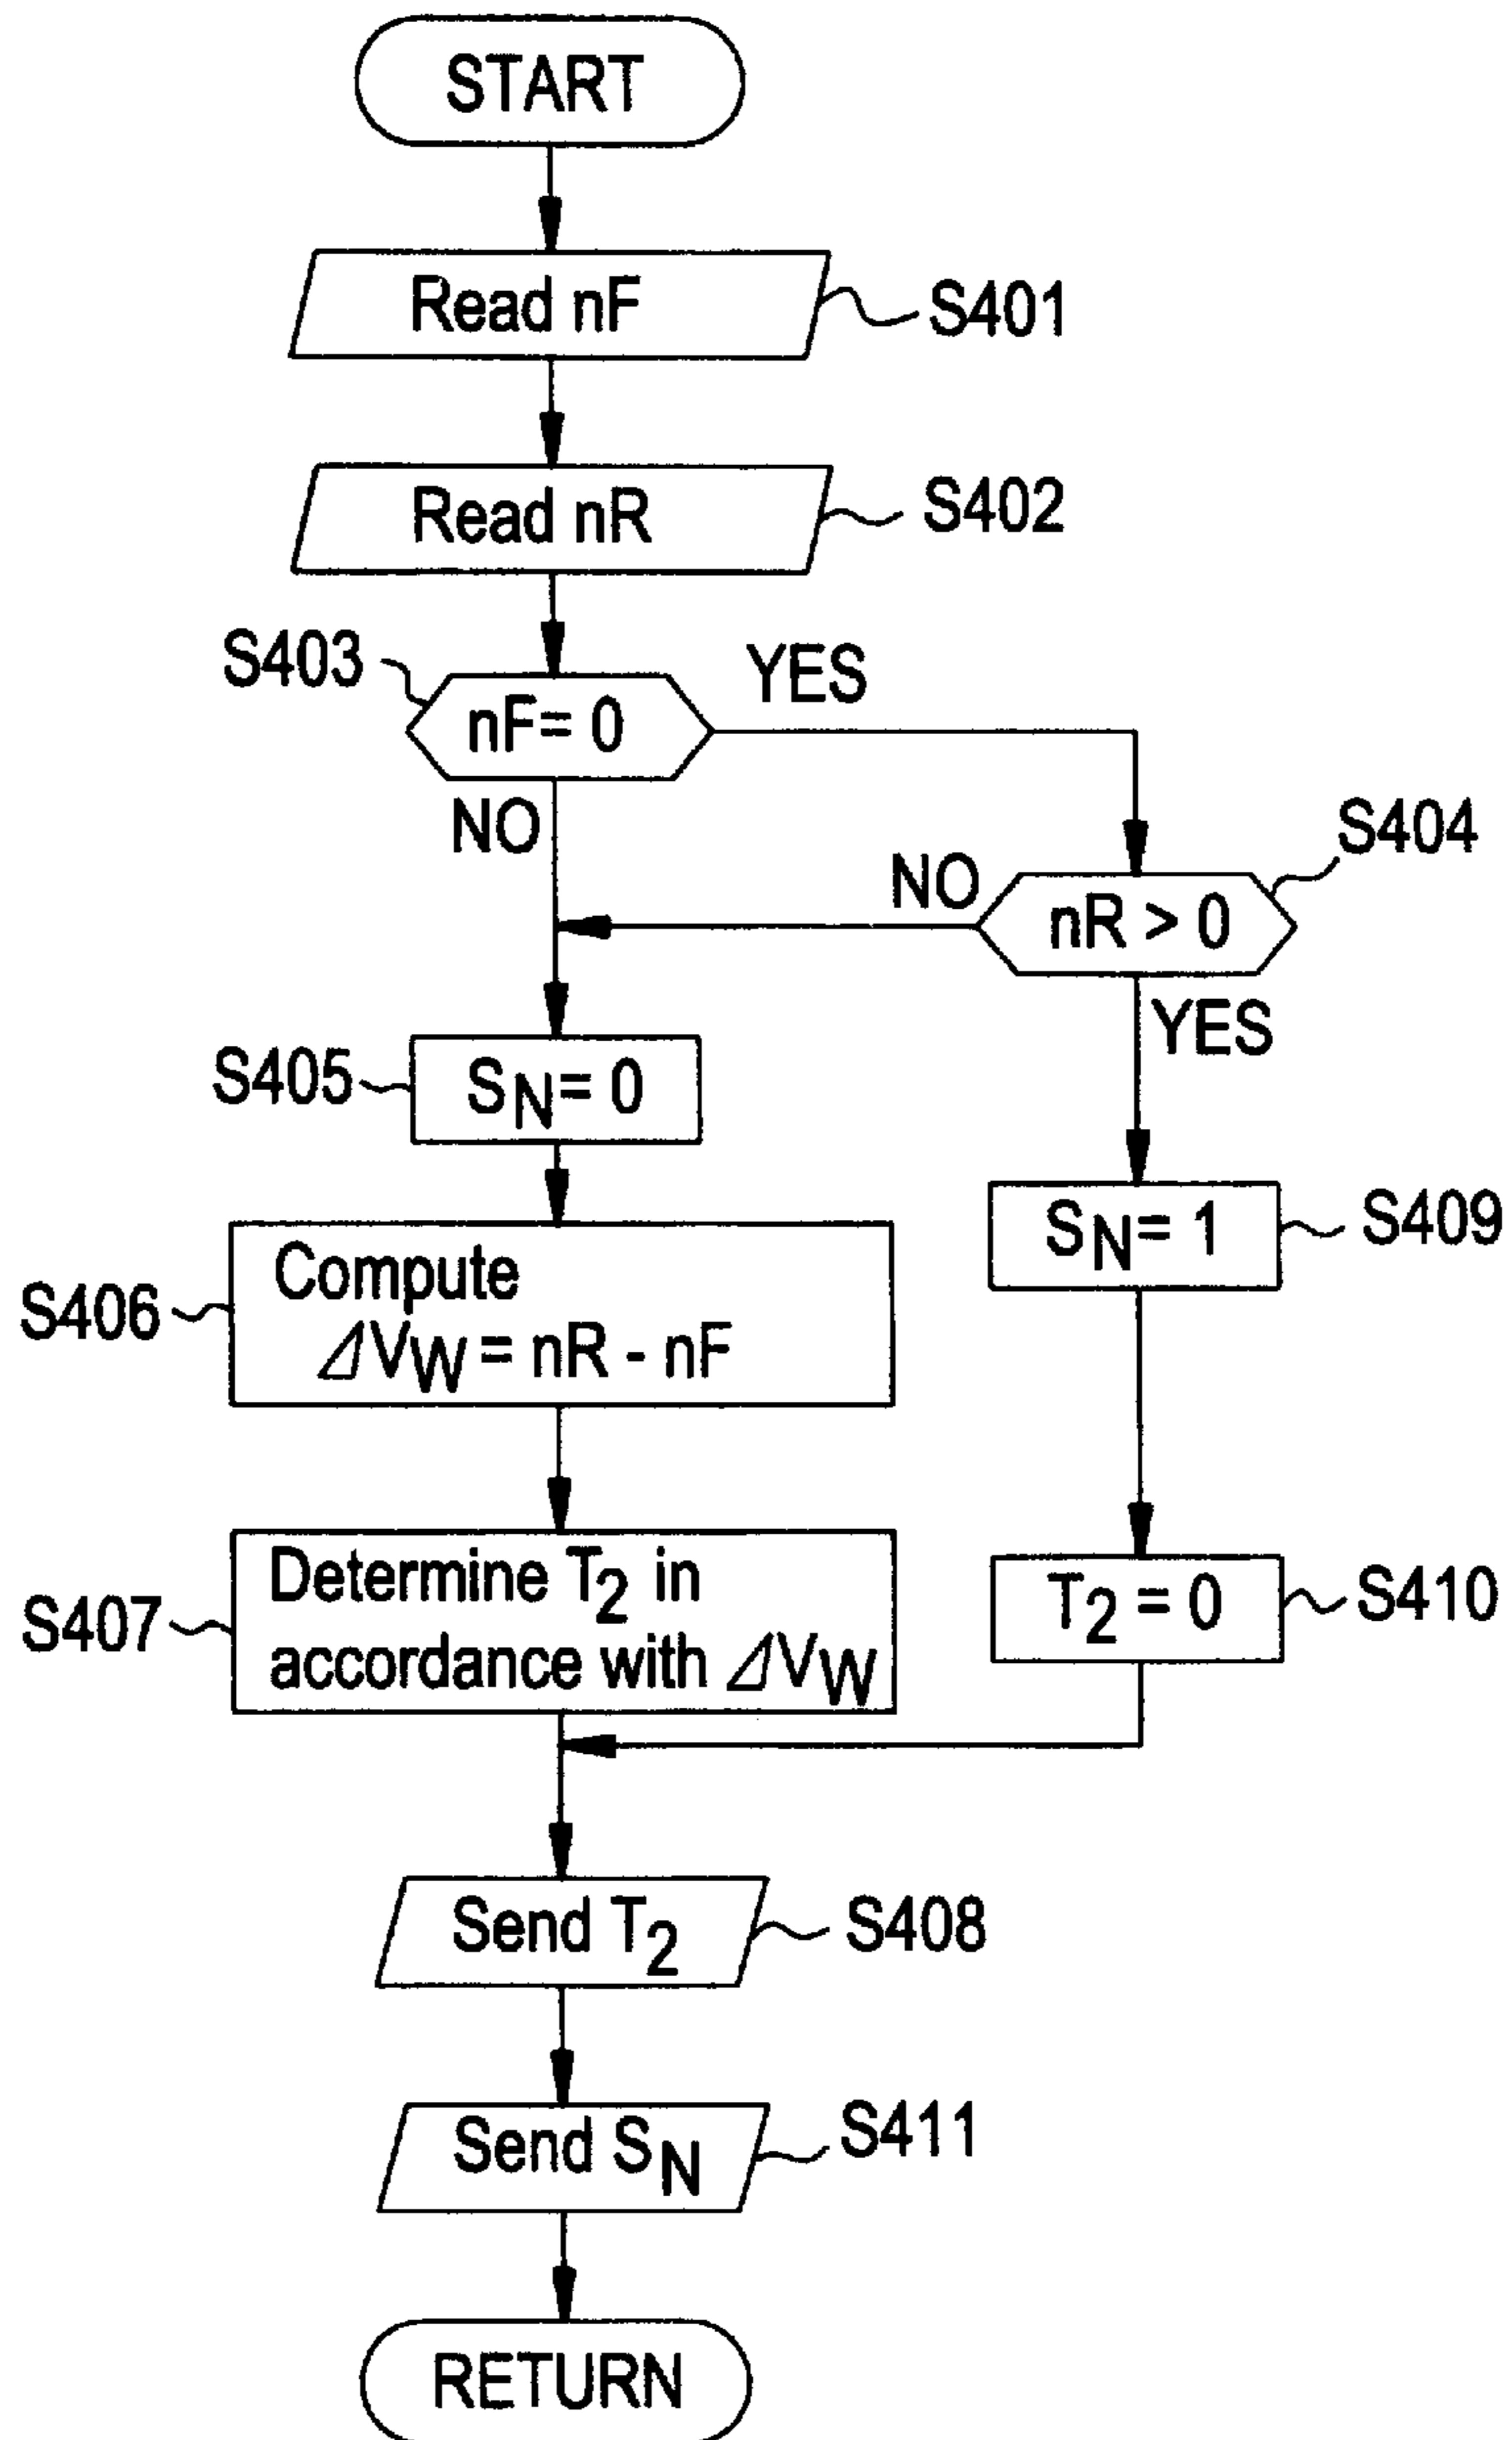 START
Read nF
S401
Read nR
S402
S403
nF= 0
YES
NO
S404
NO
nR > 0
YES
S405
SN= 0
S409
SN= 1
S406
Compute
⊿VW = nR - nF
S407
Determine T2 in
accordance with ⊿VW
T2 = 0
S410
Send T2
S408
Send SN
S411
RETURN